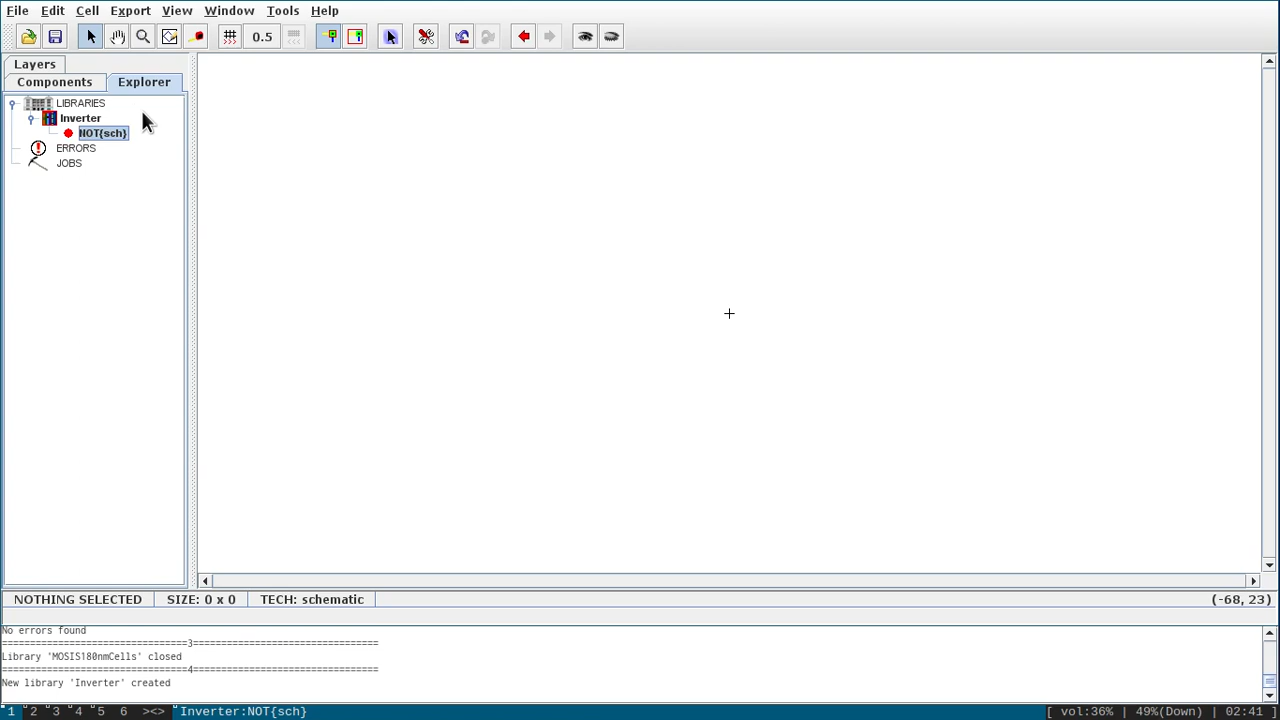 File Edit Cell Export View Window Tools Help
0.5
Layers
Components Explorer
LIBRARIES
Inverter
NOT{sch}
ERRORS
JOBS
NOTHING SELECTED SIZE: 0 x 0 TECH: schematic (-68, 23)
No errors found
================================3================================
Library 'MOSIS180nmCells' closed
================================4================================
New library 'Inverter' created
1 2 3 4 5 6 ><> Inverter:NOT{sch} [ vol:36% | 49%(Down) | 02:41 ]